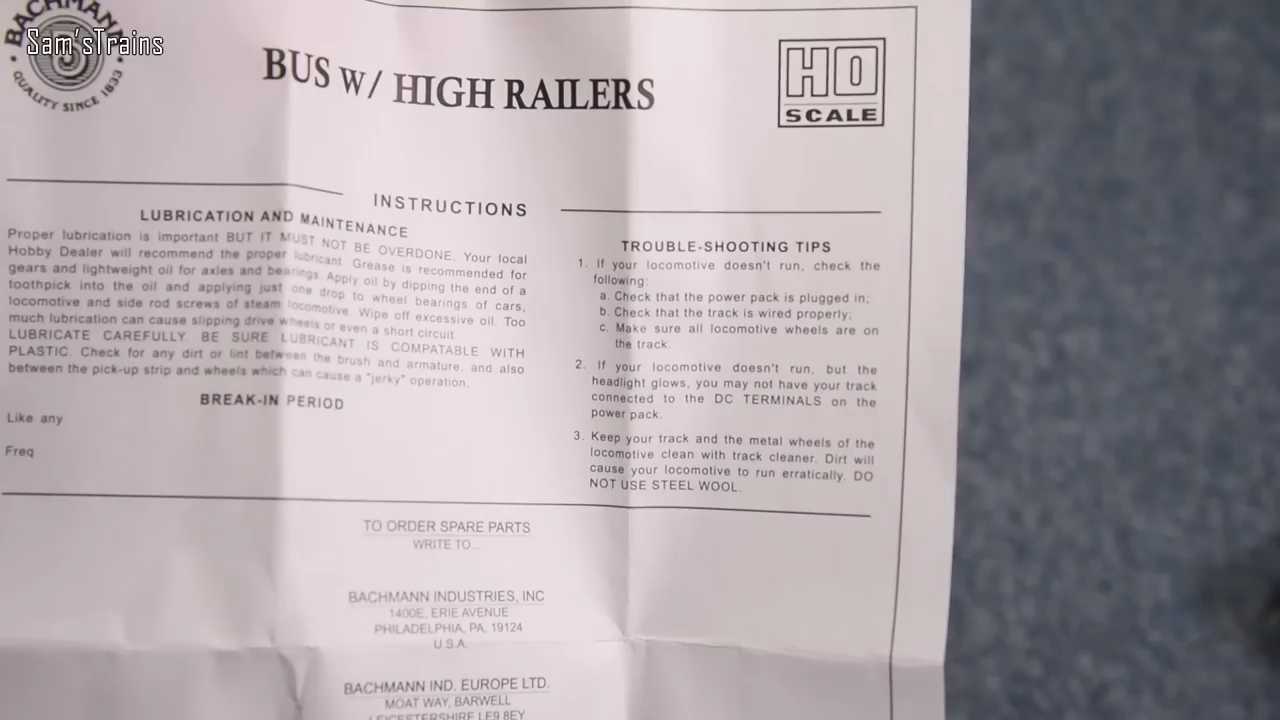 BACHMANN
QUALITY SINCE 1833
Sam'sTrains
BUS W/ HIGH RAILERS
HO
SCALE
INSTRUCTIONS
LUBRICATION AND MAINTENANCE
Proper lubrication is important BUT IT MUST NOT BE OVERDONE. Your local
Hobby Dealer will recommend the proper lubricant. Grease is recommended for
gears and lightweight oil for axles and bearings. Apply oil by dipping the end of a
toothpick into the oil and applying just one drop to wheel bearings of cars,
locomotive and side rod screws of steam locomotive. Wipe off excessive oil. Too
much lubrication can cause slipping drive wheels or even a short circuit.
LUBRICATE CAREFULLY. BE SURE LUBRICANT IS COMPATABLE WITH
PLASTIC. Check for any dirt or lint between the brush and armature, and also
between the pick-up strip and wheels which can cause a "jerky" operation.
BREAK-IN PERIOD
Like any
Freq
TROUBLE-SHOOTING TIPS
1. If your locomotive doesn't run, check the
following:
a. Check that the power pack is plugged in;
b. Check that the track is wired properly;
c. Make sure all locomotive wheels are on
the track.
2. If your locomotive doesn't run, but the
headlight glows, you may not have your track
connected to the DC TERMINALS on the
power pack.
3. Keep your track and the metal wheels of the
locomotive clean with track cleaner. Dirt will
cause your locomotive to run erratically. DO
NOT USE STEEL WOOL.
TO ORDER SPARE PARTS
WRITE TO...
BACHMANN INDUSTRIES, INC
1400E. ERIE AVENUE
PHILADELPHIA, PA, 19124
U.S.A.
BACHMANN IND. EUROPE LTD.
MOAT WAY, BARWELL
LEICESTERSHIRE LE9 8EY